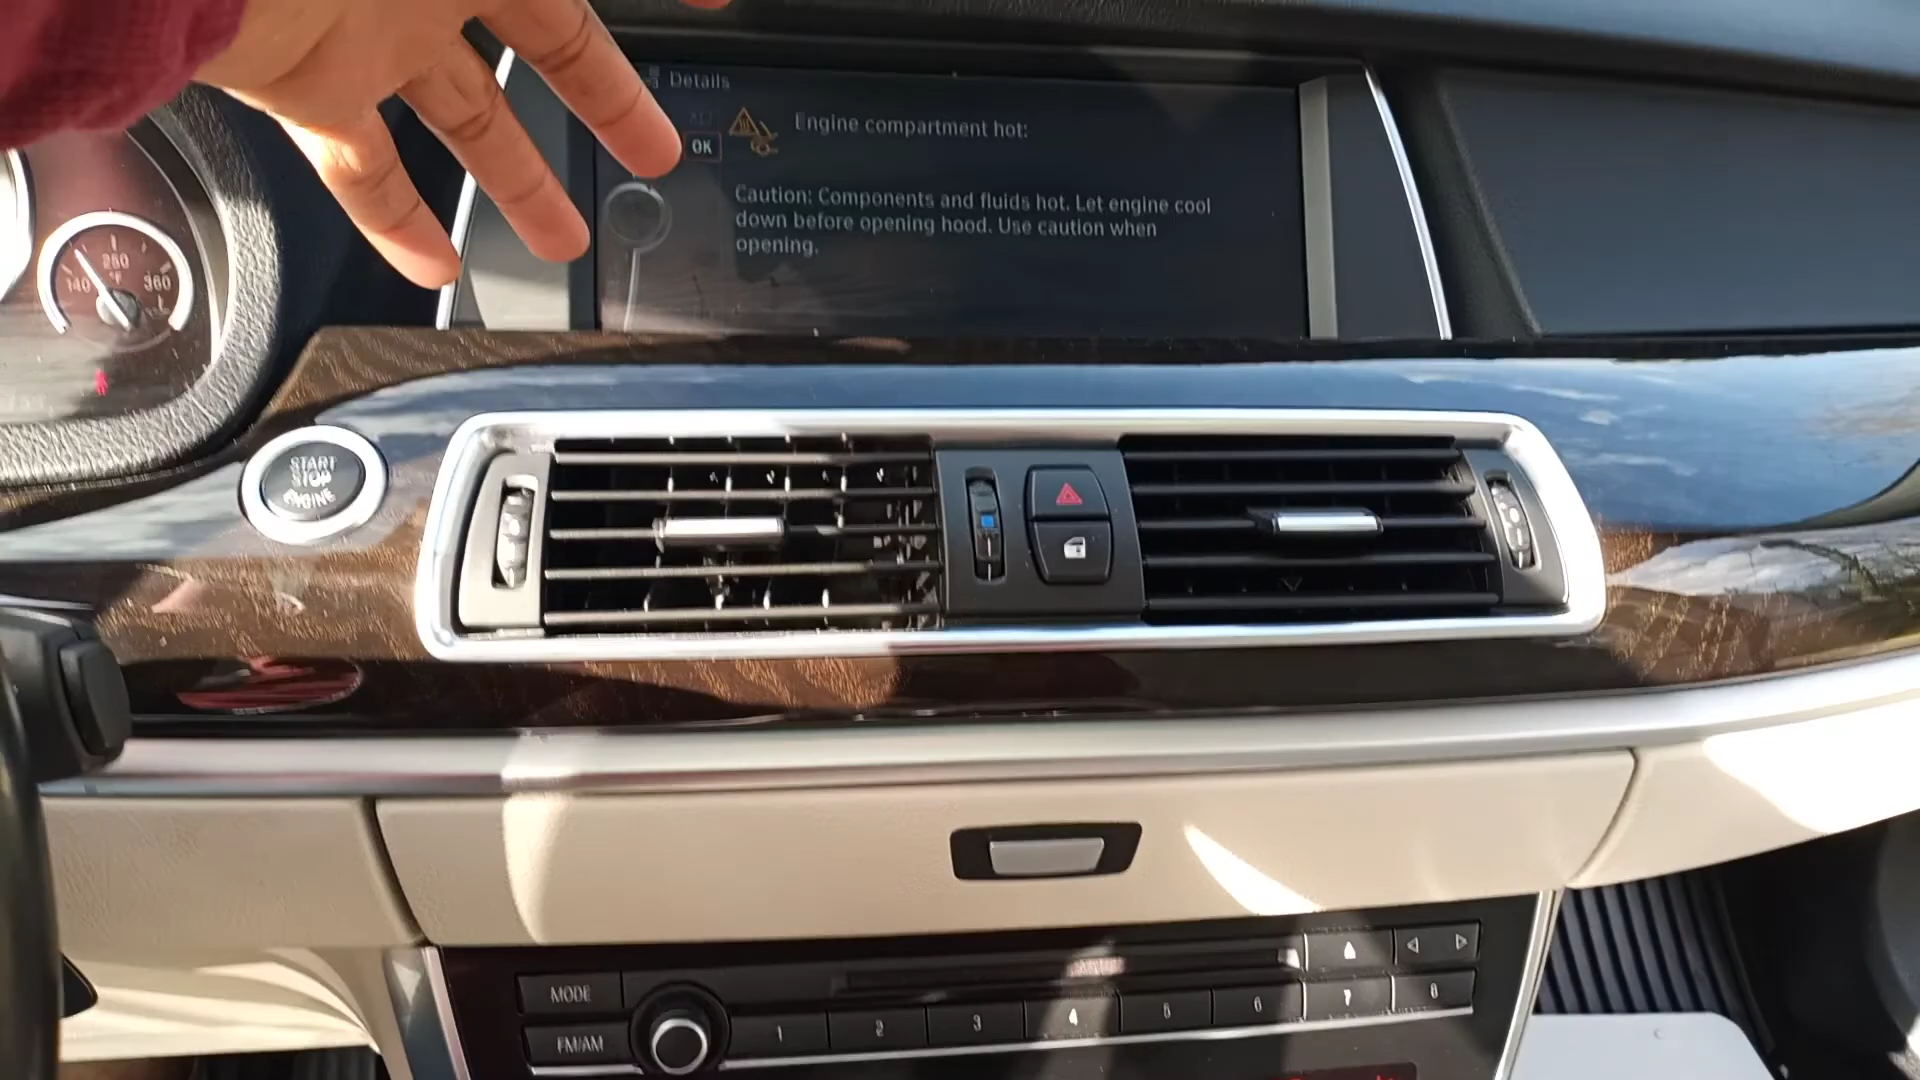 Details
OK
Engine compartment hot:
Caution: Components and fluids hot. Let engine cool
down before opening hood. Use caution when
opening.
250
°F
140
360
START
STOP
ENGINE
MODE
FM/AM
1
2
3
4
5
6
7
8